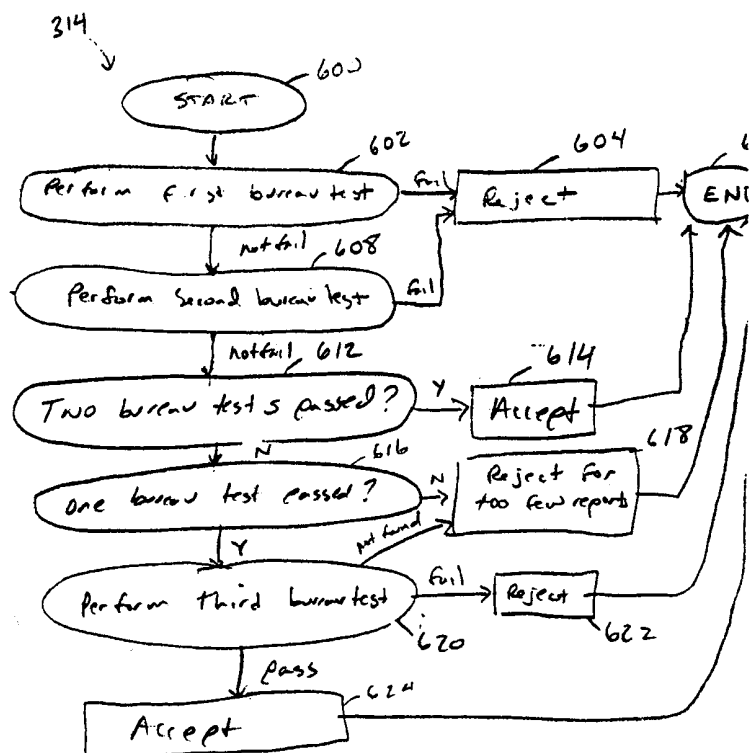 314
600
START
602
Perform first bureau test
fail
604
Reject
END
not fail
608
Perform second bureau test
fail
not fail
612
Two bureau tests passed?
Y
614
Accept
N
616
One bureau test passed?
N
618
Reject for
too few reports
Y
not found
Perform third bureau test
fail
Reject
622
620
pass
624
Accept